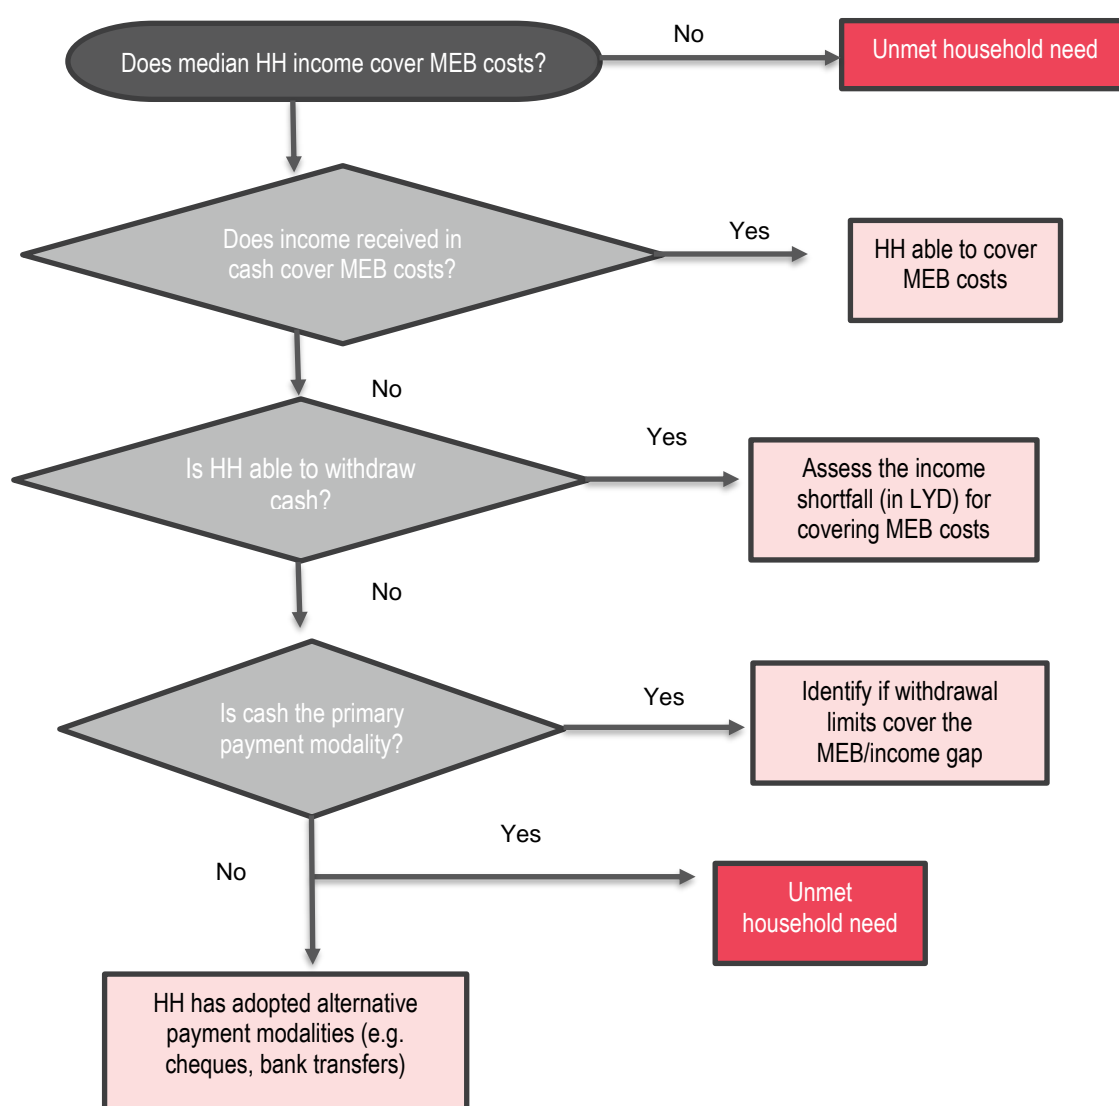 Does median HH income cover MEB costs?
No
Unmet household need
Does income received in
cash cover MEB costs?
Yes
HH able to cover
MEB costs
No
Is HH able to withdraw
cash?
Yes
Assess the income
shortfall (in LYD) for
covering MEB costs
No
Is cash the primary
payment modality?
Yes
Identify if withdrawal
limits cover the
MEB/income gap
Yes
No
Unmet
household need
HH has adopted alternative
payment modalities (e.g.
cheques, bank transfers)